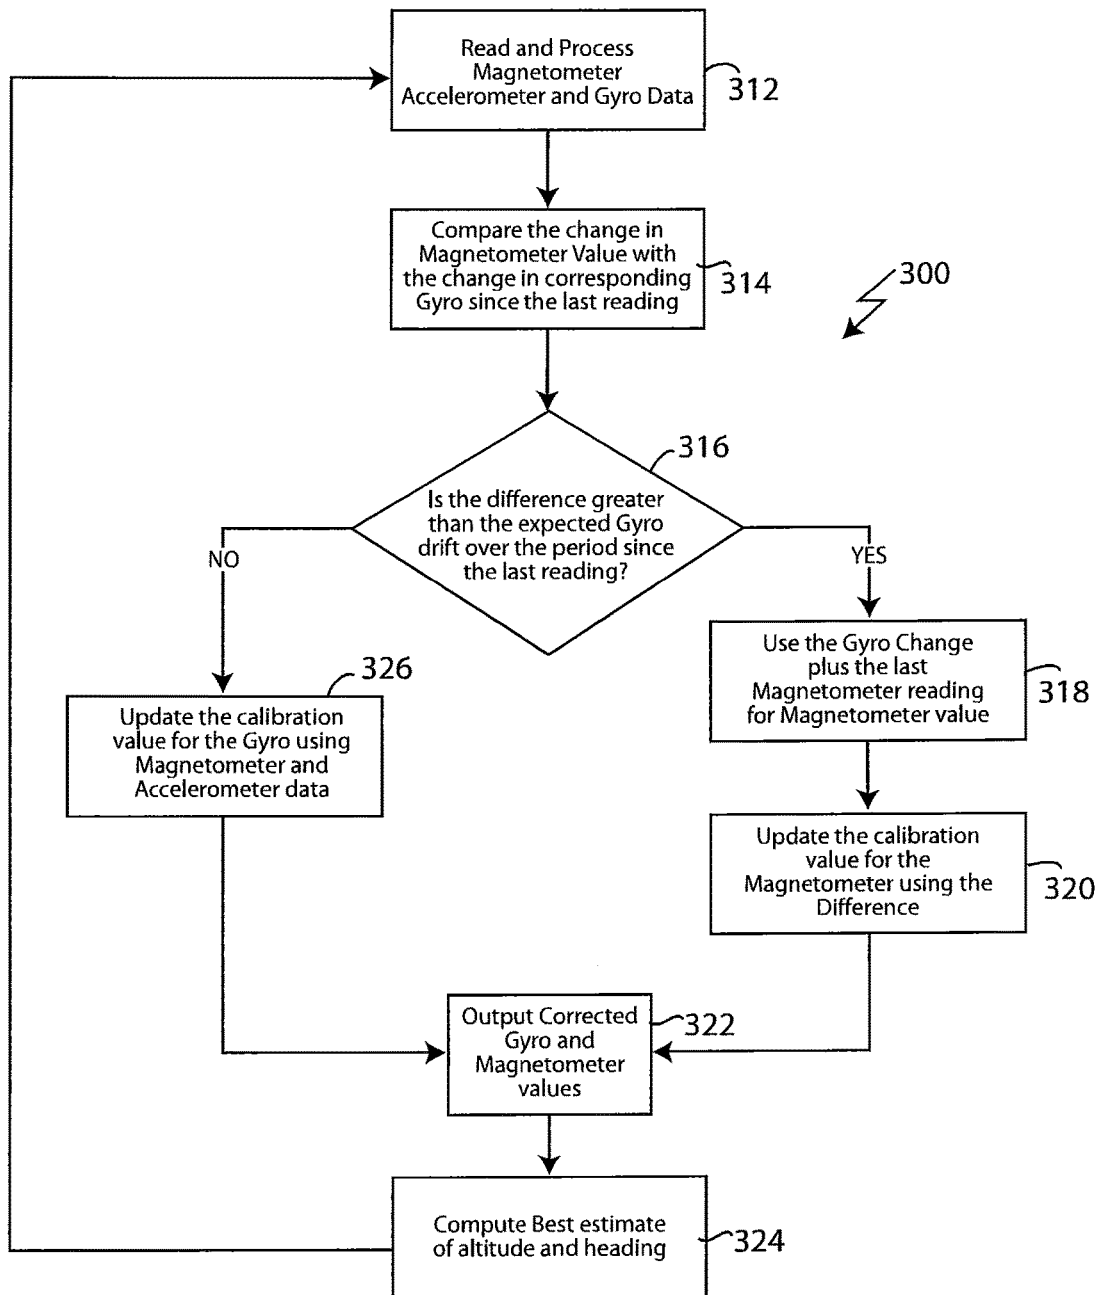 Read and Process
Magnetometer
Accelerometer and Gyro Data
312
Compare the change in
Magnetometer Value with
the change in corresponding
Gyro since the last reading
314
300
316
Is the difference greater
than the expected Gyro
drift over the period since
the last reading?
NO
YES
326
Update the calibration
value for the Gyro using
Magnetometer and
Accelerometer data
Use the Gyro Change
plus the last
Magnetometer reading
for Magnetometer value
318
Update the calibration
value for the
Magnetometer using the
Difference
320
Output Corrected
Gyro and
Magnetometer
values
322
Compute Best estimate
of altitude and heading
324